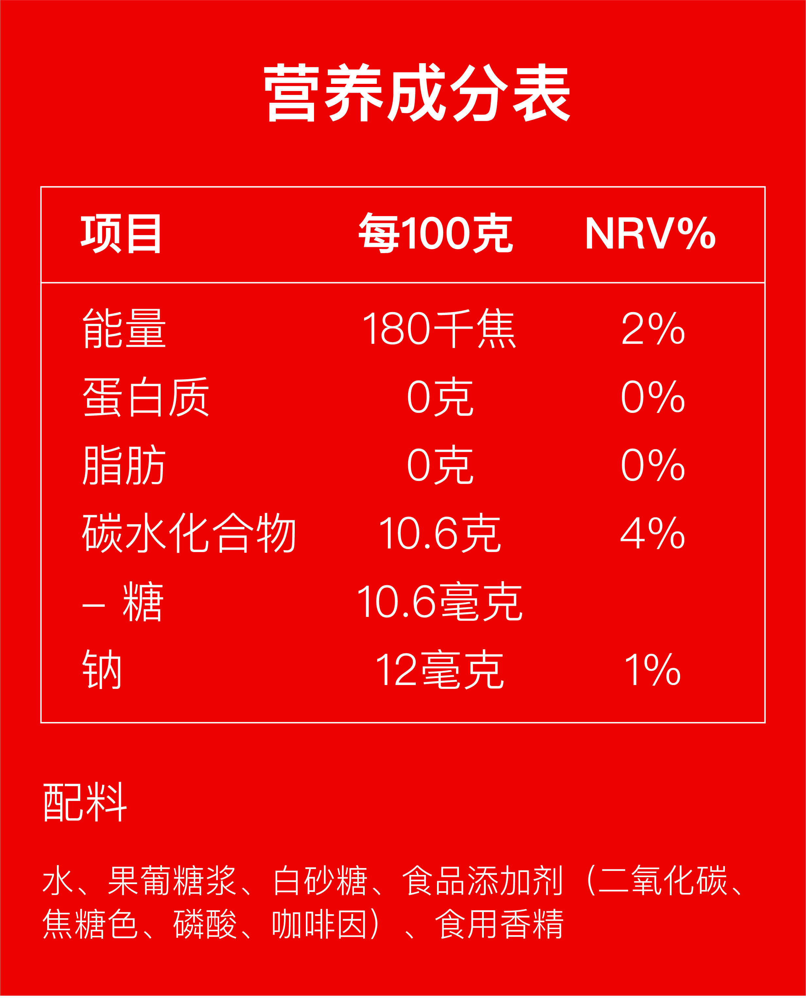 营养成分表
项目 每100克 NRV%
能量 180千焦 2%
蛋白质 0克 0%
脂肪 0克 0%
碳水化合物 10.6克 4%
– 糖 10.6毫克
钠 12毫克 1%
配料
水、果葡糖浆、白砂糖、食品添加剂（二氧化碳、
焦糖色、磷酸、咖啡因）、食用香精